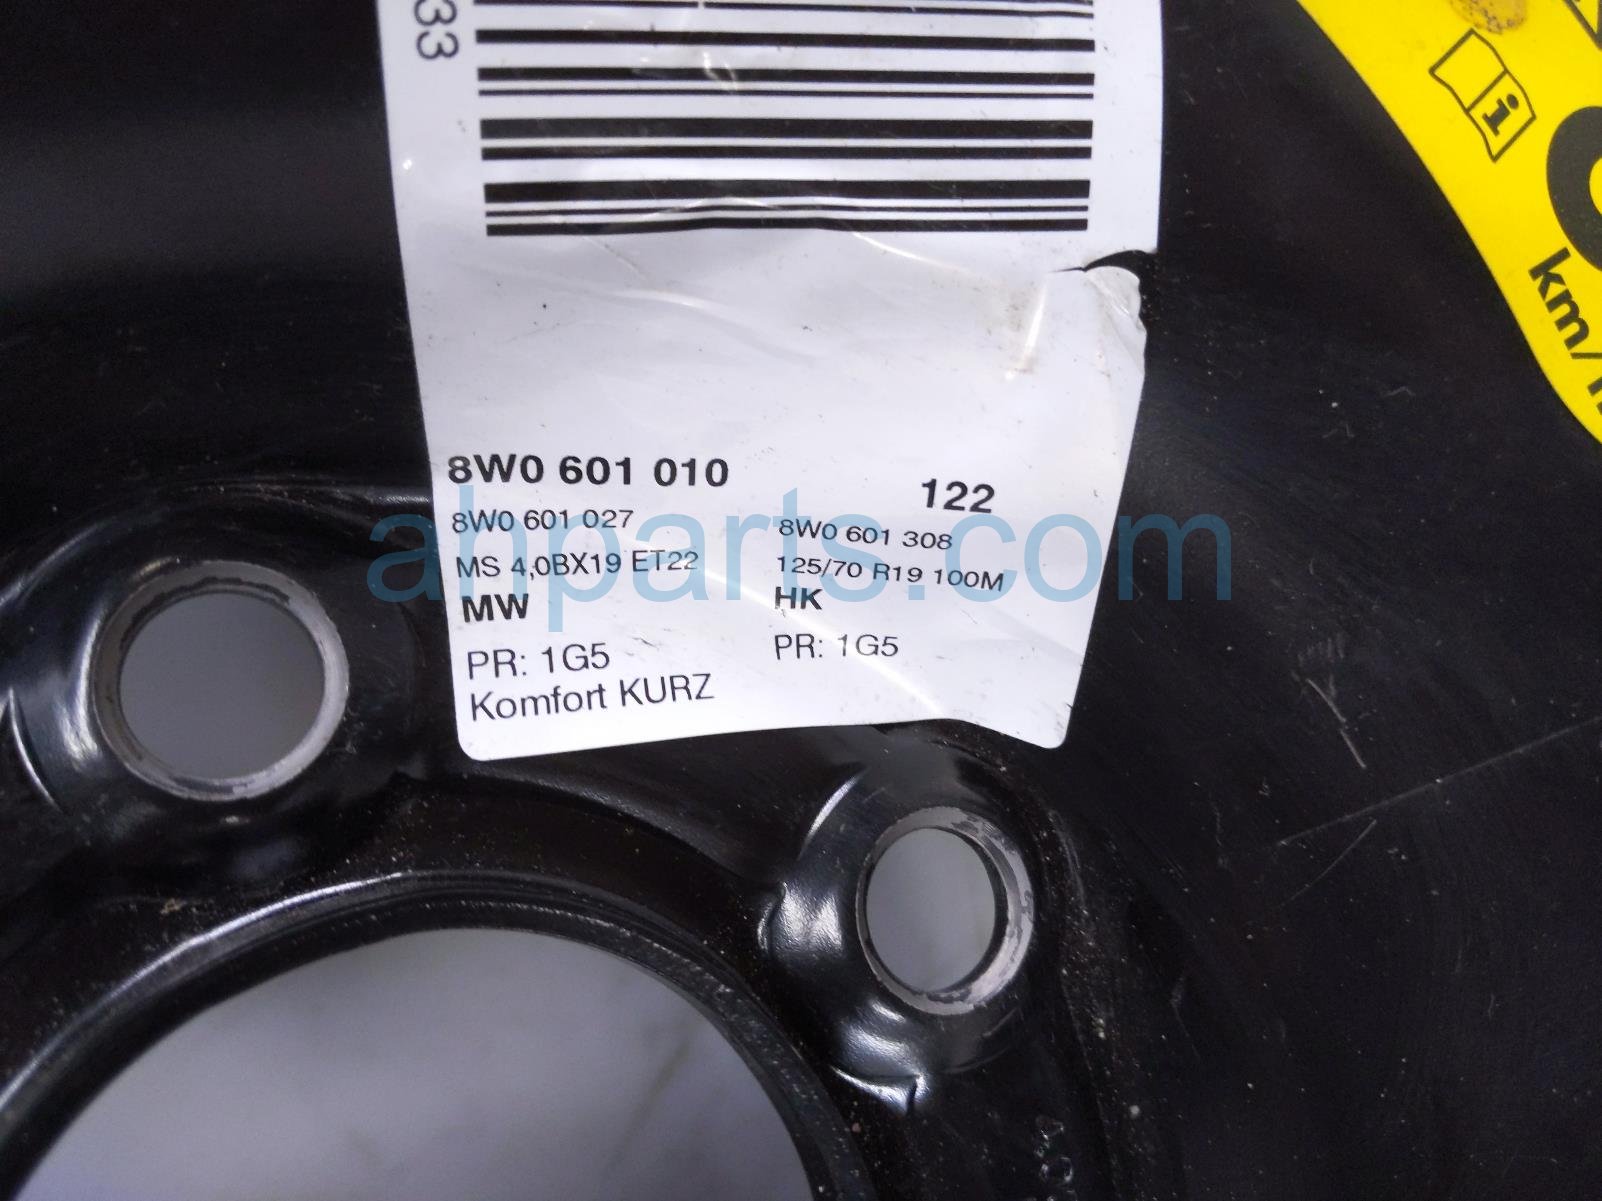 33
8W0 601 010
122
8W0 601 027
8W0 601 308
MS 4,0BX19 ET22
125/70 R19 100M
MW
HK
PR: 1G5
PR: 1G5
Komfort KURZ
km/h
i
ahparts.com